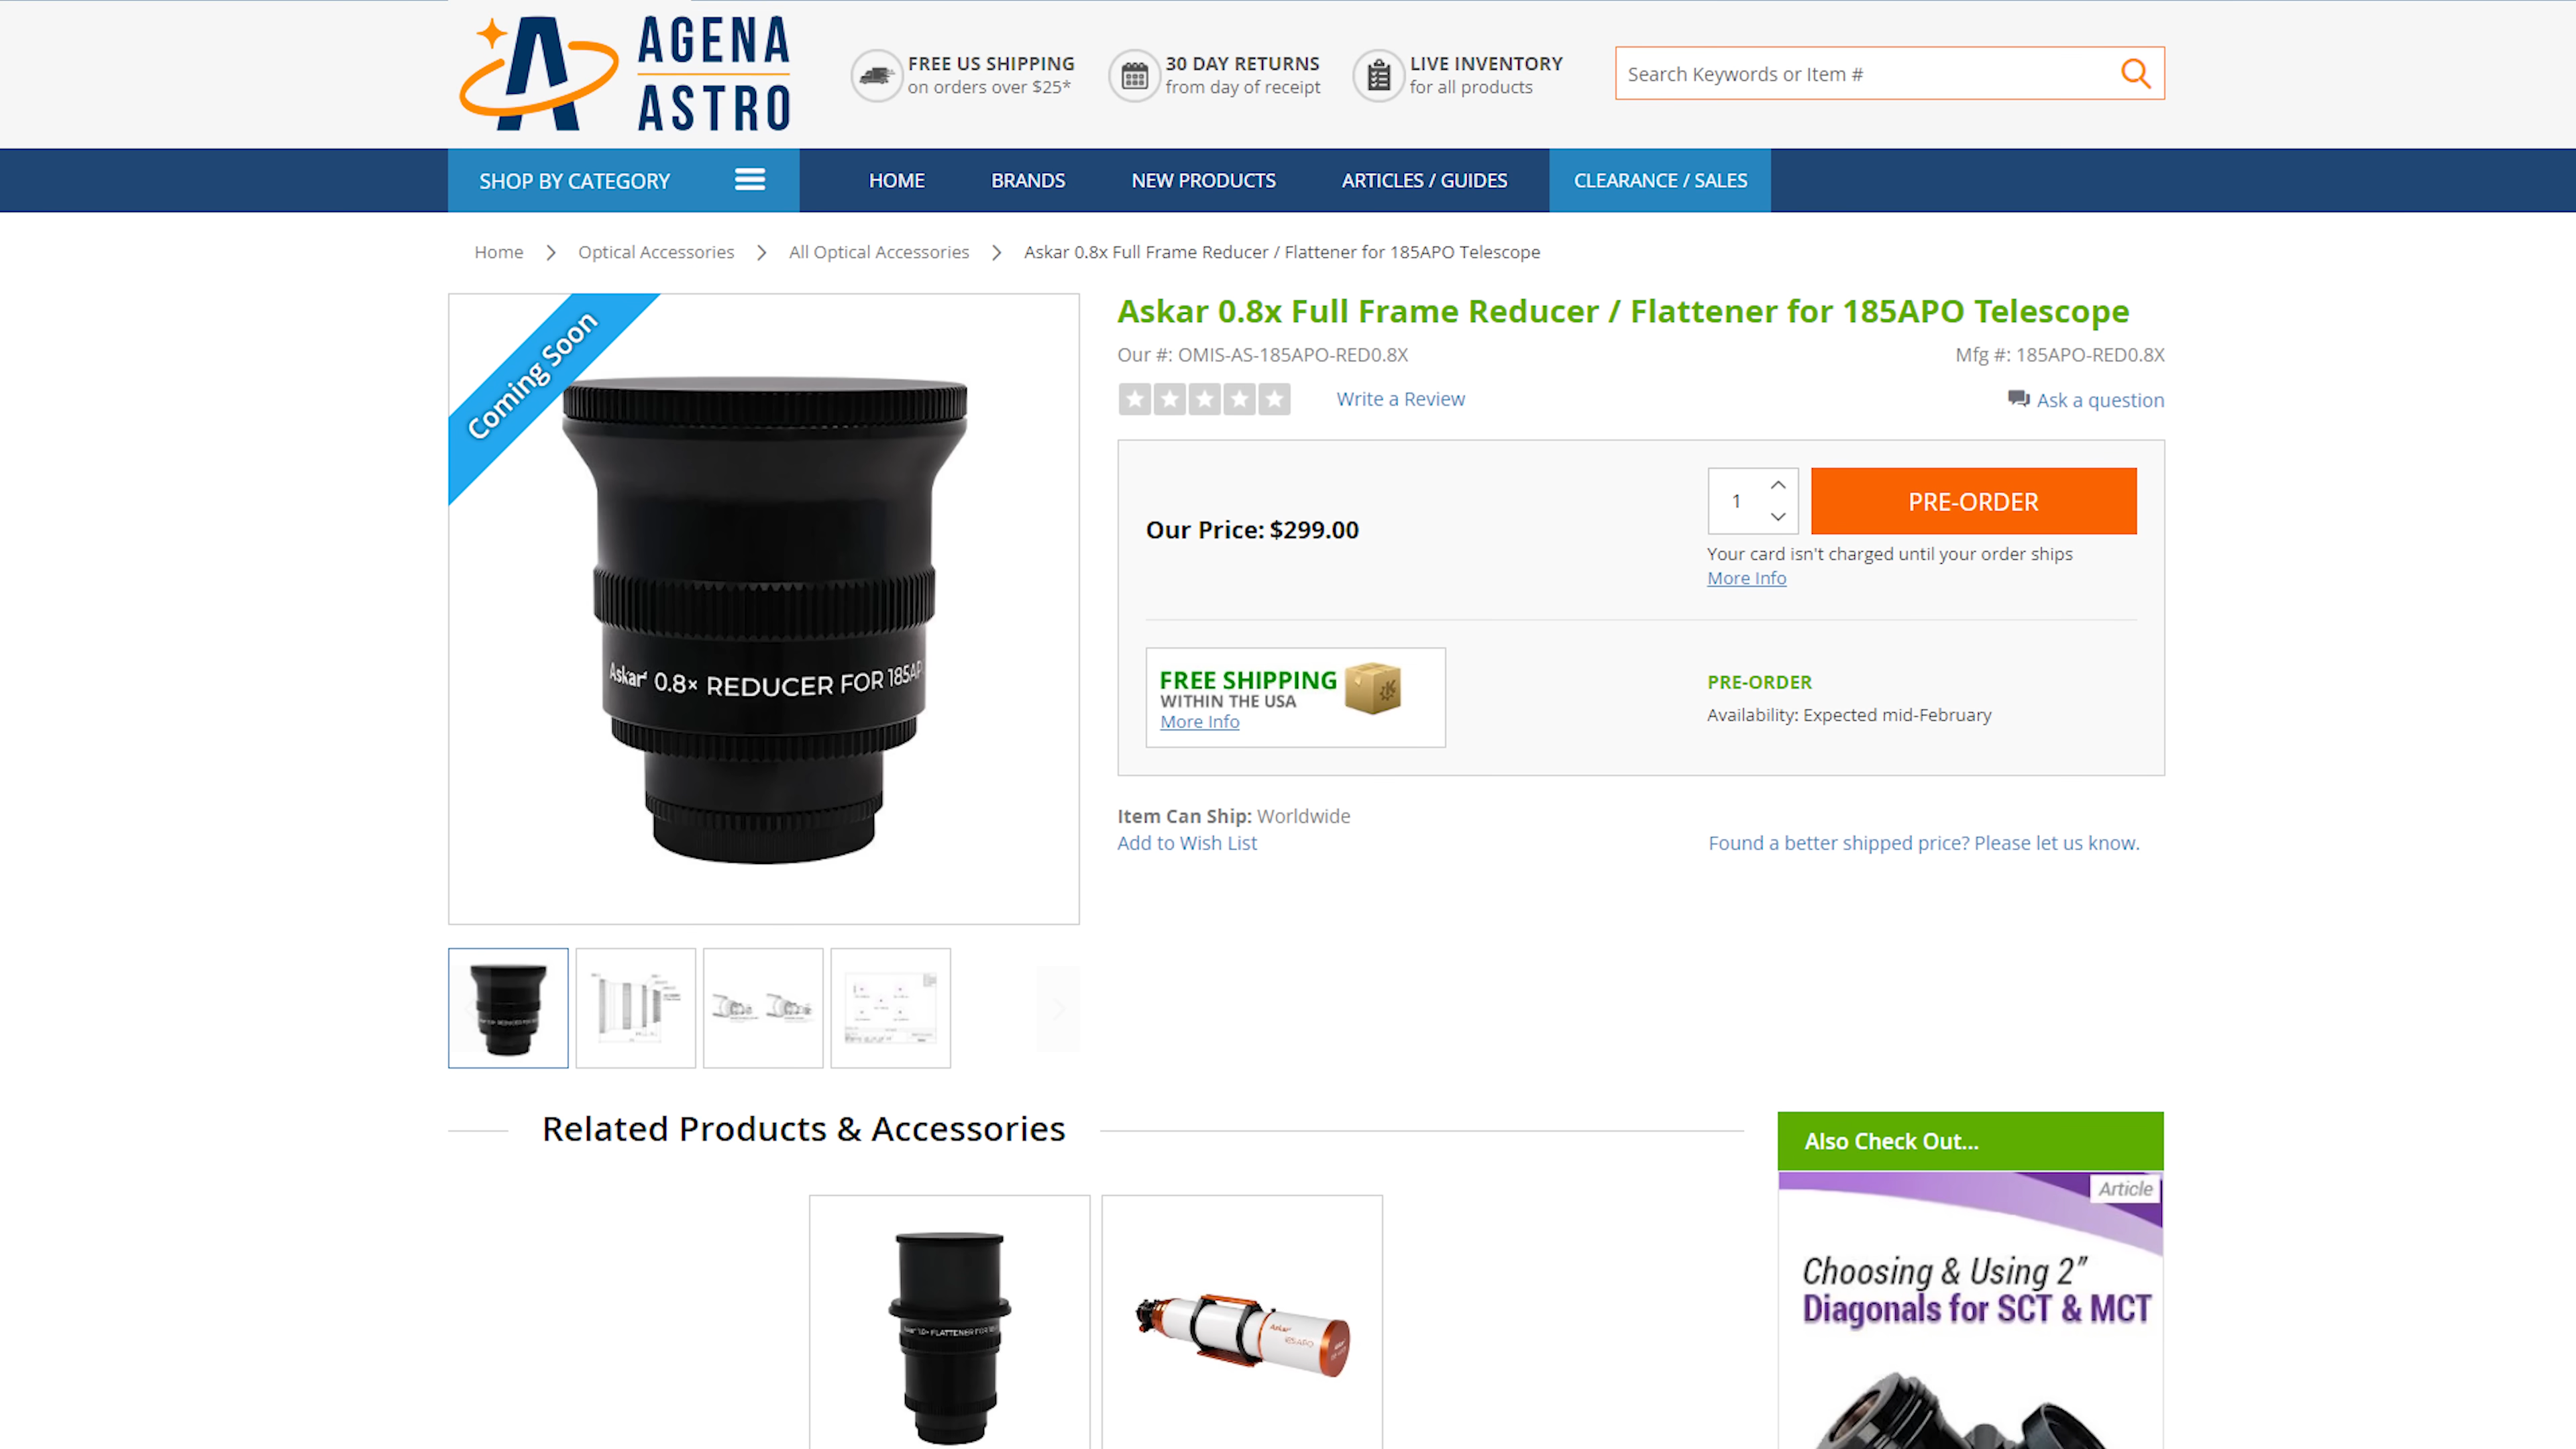 AGENA
ASTRO
FREE US SHIPPING
on orders over $25*
30 DAY RETURNS
from day of receipt
LIVE INVENTORY
for all products
Search Keywords or Item #
SHOP BY CATEGORY
HOME
BRANDS
NEW PRODUCTS
ARTICLES / GUIDES
CLEARANCE / SALES
Home
Optical Accessories
All Optical Accessories
Askar 0.8x Full Frame Reducer / Flattener for 185APO Telescope
Coming Soon
Askar 0.8× REDUCER FOR 185AP
Askar 0.8x Full Frame Reducer / Flattener for 185APO Telescope
Our #: OMIS-AS-185APO-RED0.8X
Mfg #: 185APO-RED0.8X
Write a Review
Ask a question
Our Price: $299.00
1
PRE-ORDER
Your card isn't charged until your order ships
More Info
FREE SHIPPING
WITHIN THE USA
More Info
PRE-ORDER
Availability: Expected mid-February
Item Can Ship: Worldwide
Add to Wish List
Found a better shipped price? Please let us know.
Related Products & Accessories
Askar 1.0× FLATTENER FOR
Askar
185APO
Also Check Out...
Article
Choosing & Using 2"
Diagonals for SCT & MCT